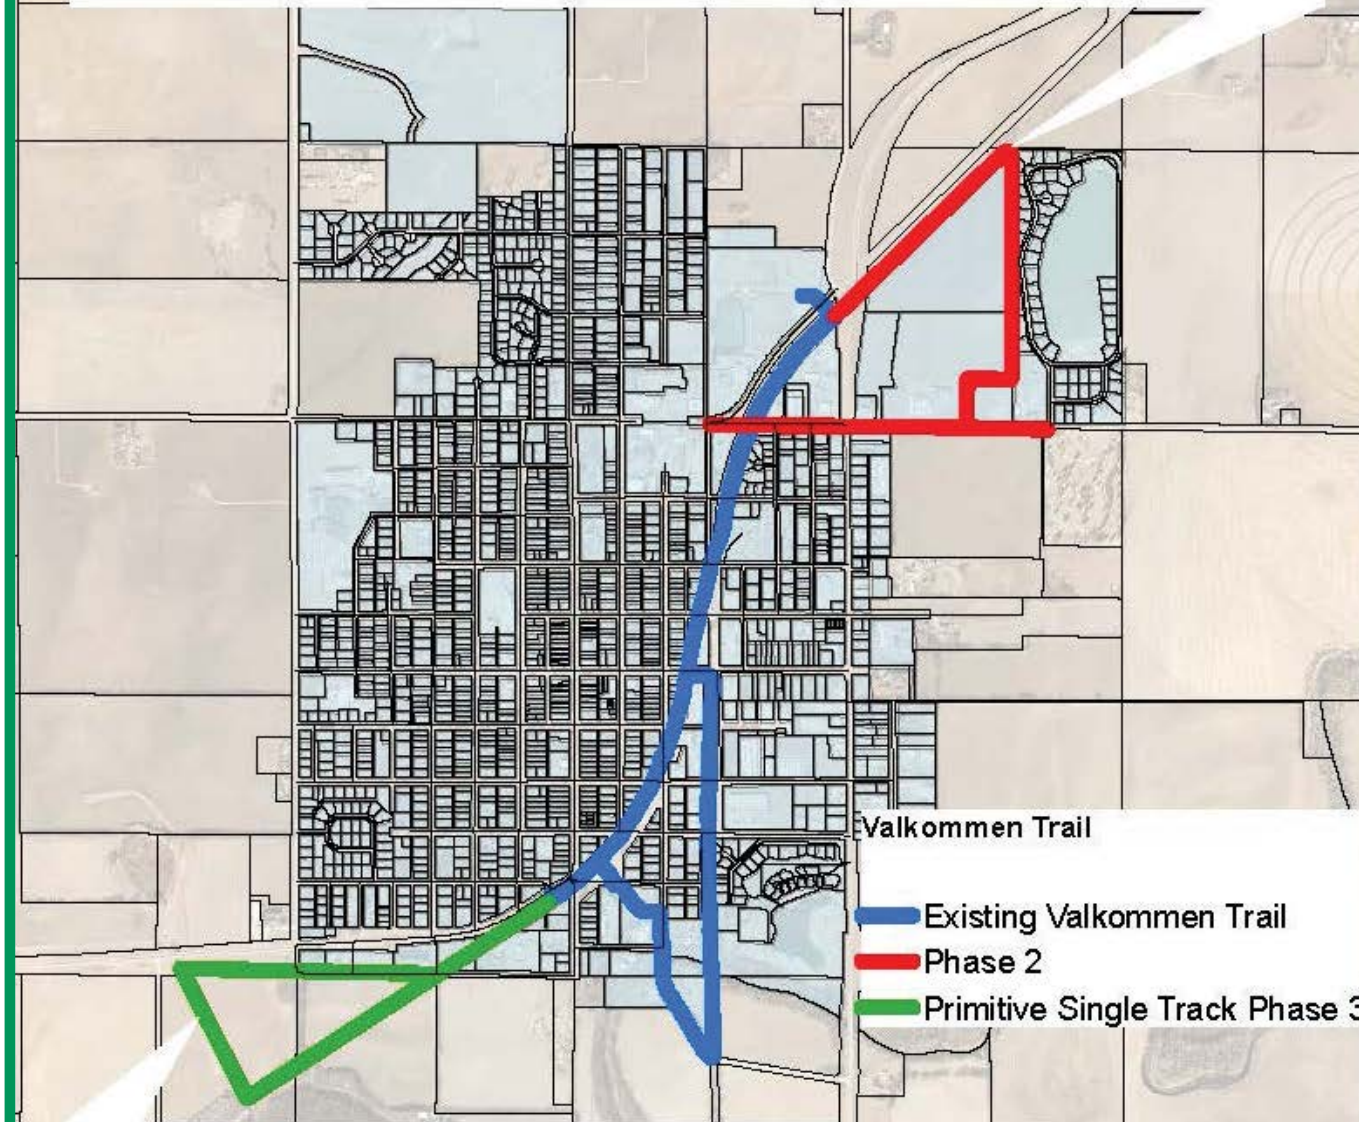 Valkommen Trail
Existing Valkommen Trail
Phase 2
Primitive Single Track Phase 3